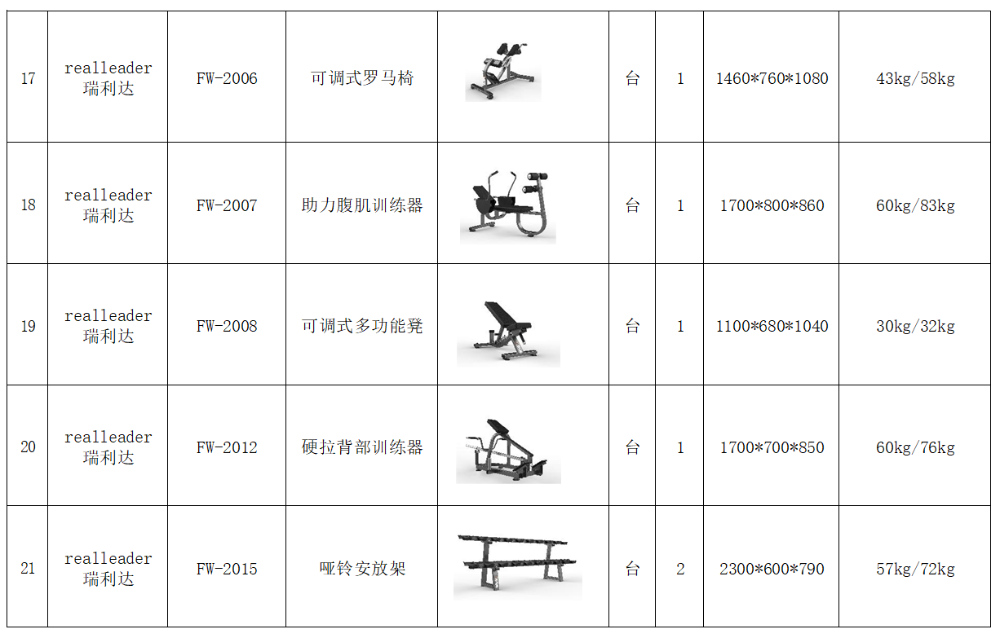 17 realleader 瑞利达 FW-2006 可调式罗马椅 台 1 1460*760*1080 43kg/58kg
18 realleader 瑞利达 FW-2007 助力腹肌训练器 台 1 1700*800*860 60kg/83kg
19 realleader 瑞利达 FW-2008 可调式多功能凳 台 1 1100*680*1040 30kg/32kg
20 realleader 瑞利达 FW-2012 硬拉背部训练器 台 1 1700*700*850 60kg/76kg
21 realleader 瑞利达 FW-2015 哑铃安放架 台 2 2300*600*790 57kg/72kg